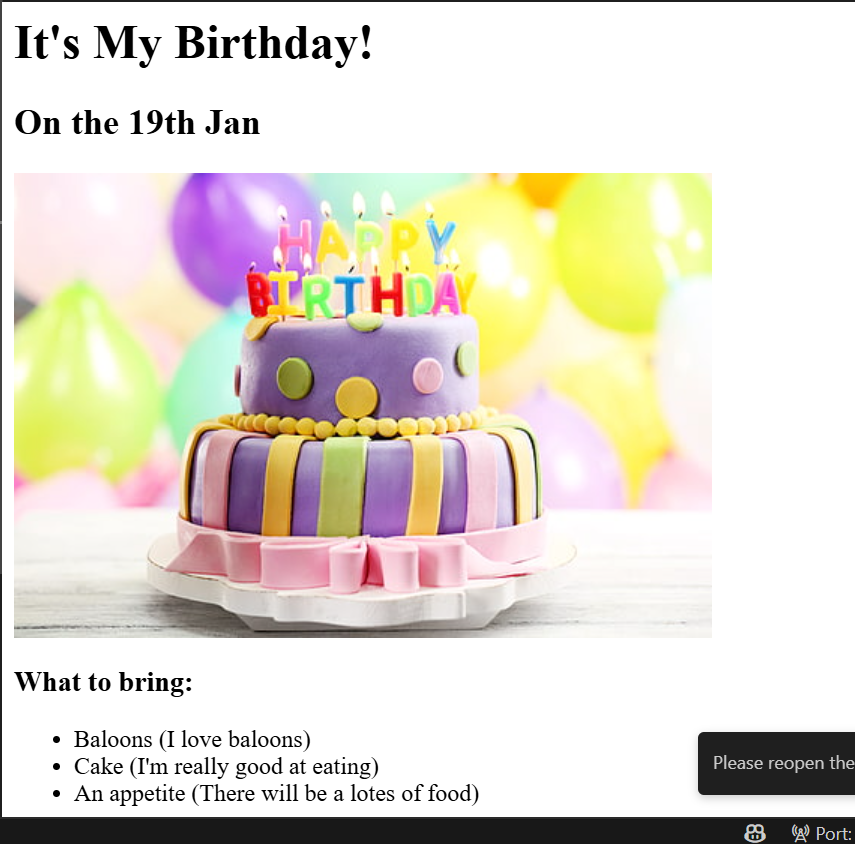 It's My Birthday!
On the 19th Jan
HAPPY
BIRTHDAY
What to bring:
Baloons (I love baloons)
Cake (I'm really good at eating)
An appetite (There will be a lotes of food)
Please reopen the
Port: